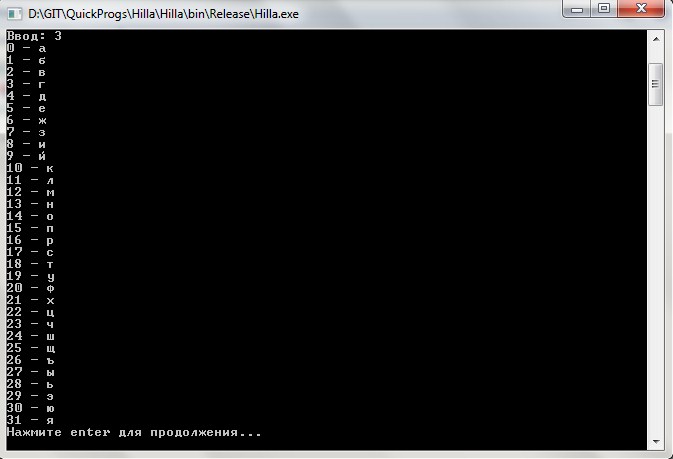 D:\GIT\QuickProgs\Hilla\Hilla\bin\Release\Hilla.exe
Ввод: 3
0 - а
1 - б
2 - в
3 - г
4 - д
5 - е
6 - ж
7 - з
8 - и
9 - й
10 - к
11 - л
12 - м
13 - н
14 - о
15 - п
16 - р
17 - с
18 - т
19 - у
20 - ф
21 - х
22 - ц
23 - ч
24 - ш
25 - щ
26 - ъ
27 - ы
28 - ь
29 - э
30 - ю
31 - я
Нажмите enter для продолжения...